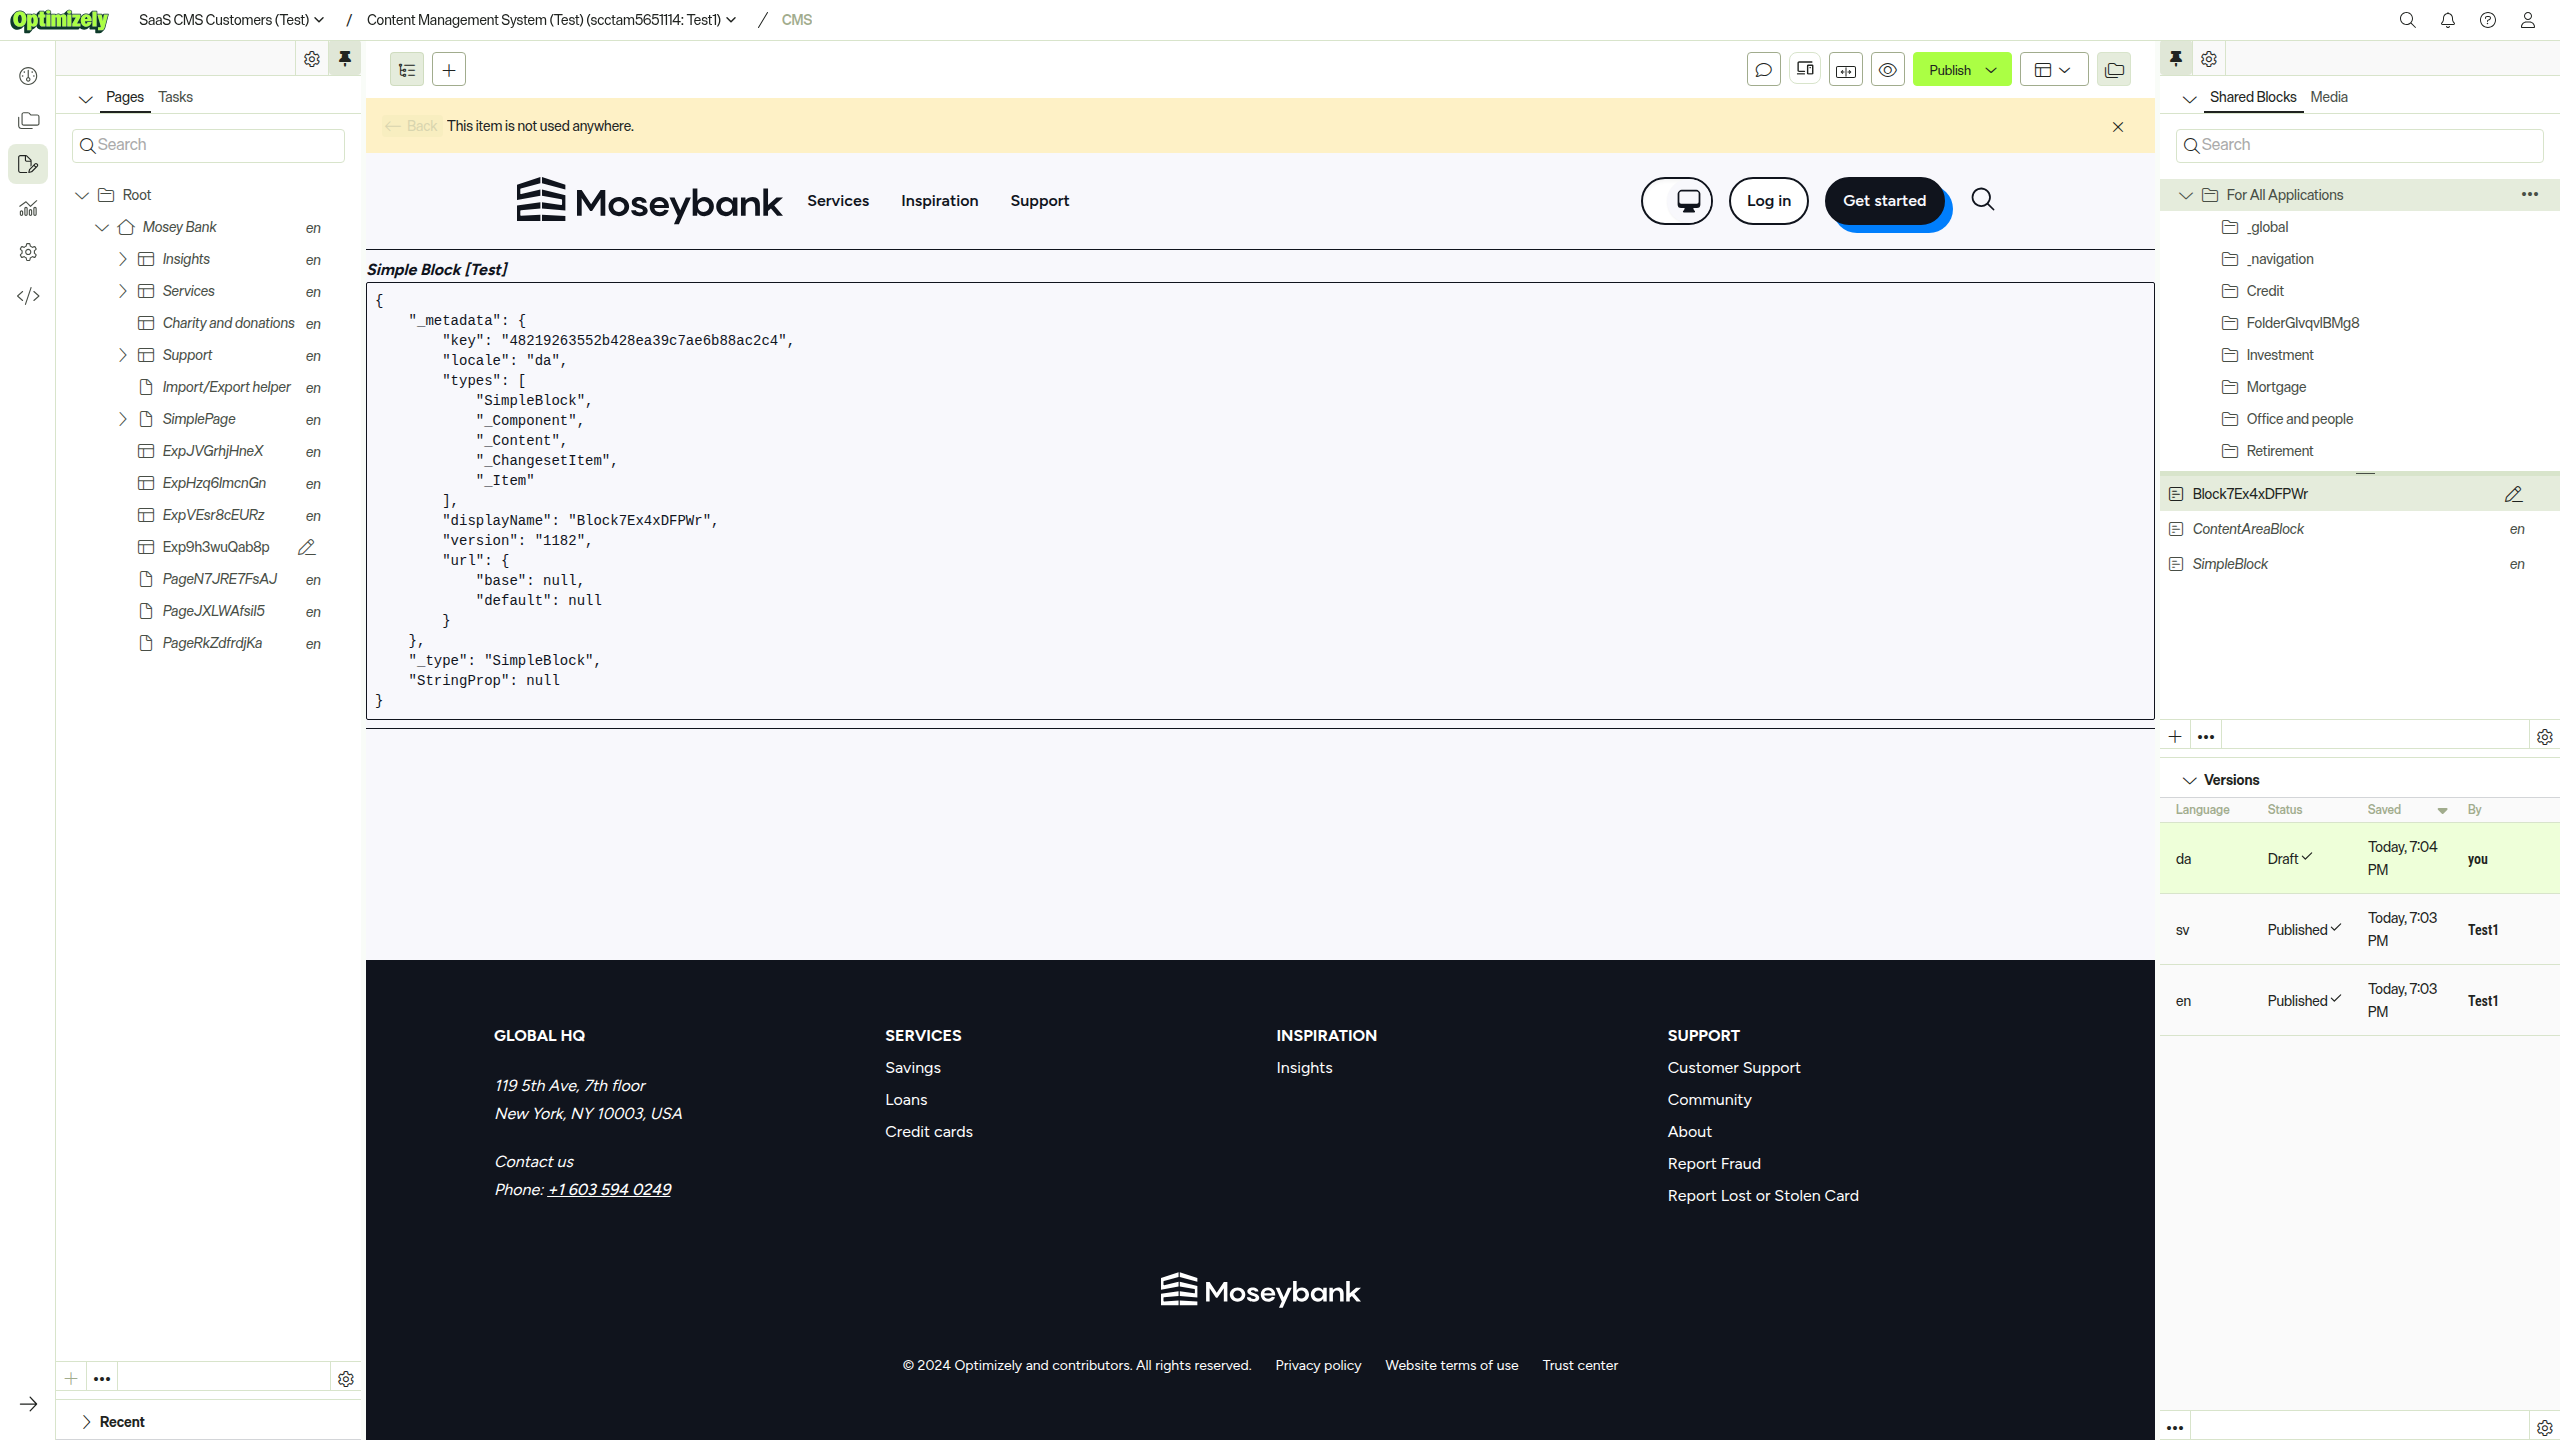 Optimizely
SaaS CMS Customers (Test) / Content Management System (Test) (scctam5651114: Test1) / CMS
Pages Tasks
Search
Root
Mosey Bank en
Insights en
Services en
Charity and donations en
Support en
Import/Export helper en
SimplePage en
ExpJVGrhjHneX en
ExpHzq6lmcnGn en
ExpVEsr8cEURz en
Exp9h3wuQab8p
PageN7JRE7FsAJ en
PageJXLWAfsil5 en
PageRkZdfrdjKa en
Recent
Publish
Back This item is not used anywhere.
Moseybank Services Inspiration Support Log in Get started
Simple Block [Test]
{
"_metadata": {
"key": "48219263552b428ea39c7ae6b88ac2c4",
"locale": "da",
"types": [
"SimpleBlock",
"_Component",
"_Content",
"_ChangesetItem",
"_Item"
],
"displayName": "Block7Ex4xDFPWr",
"version": "1182",
"url": {
"base": null,
"default": null
}
},
"_type": "SimpleBlock",
"StringProp": null
}
GLOBAL HQ
119 5th Ave, 7th floor
New York, NY 10003, USA
Contact us
Phone: +1 603 594 0249
SERVICES
Savings
Loans
Credit cards
INSPIRATION
Insights
SUPPORT
Customer Support
Community
About
Report Fraud
Report Lost or Stolen Card
Moseybank
© 2024 Optimizely and contributors. All rights reserved. Privacy policy Website terms of use Trust center
Shared Blocks Media
Search
For All Applications
_global
_navigation
Credit
FolderGlvqvlBMg8
Investment
Mortgage
Office and people
Retirement
Block7Ex4xDFPWr
ContentAreaBlock en
SimpleBlock en
Versions
Language Status Saved By
da Draft Today, 7:04 PM you
sv Published Today, 7:03 PM Test1
en Published Today, 7:03 PM Test1